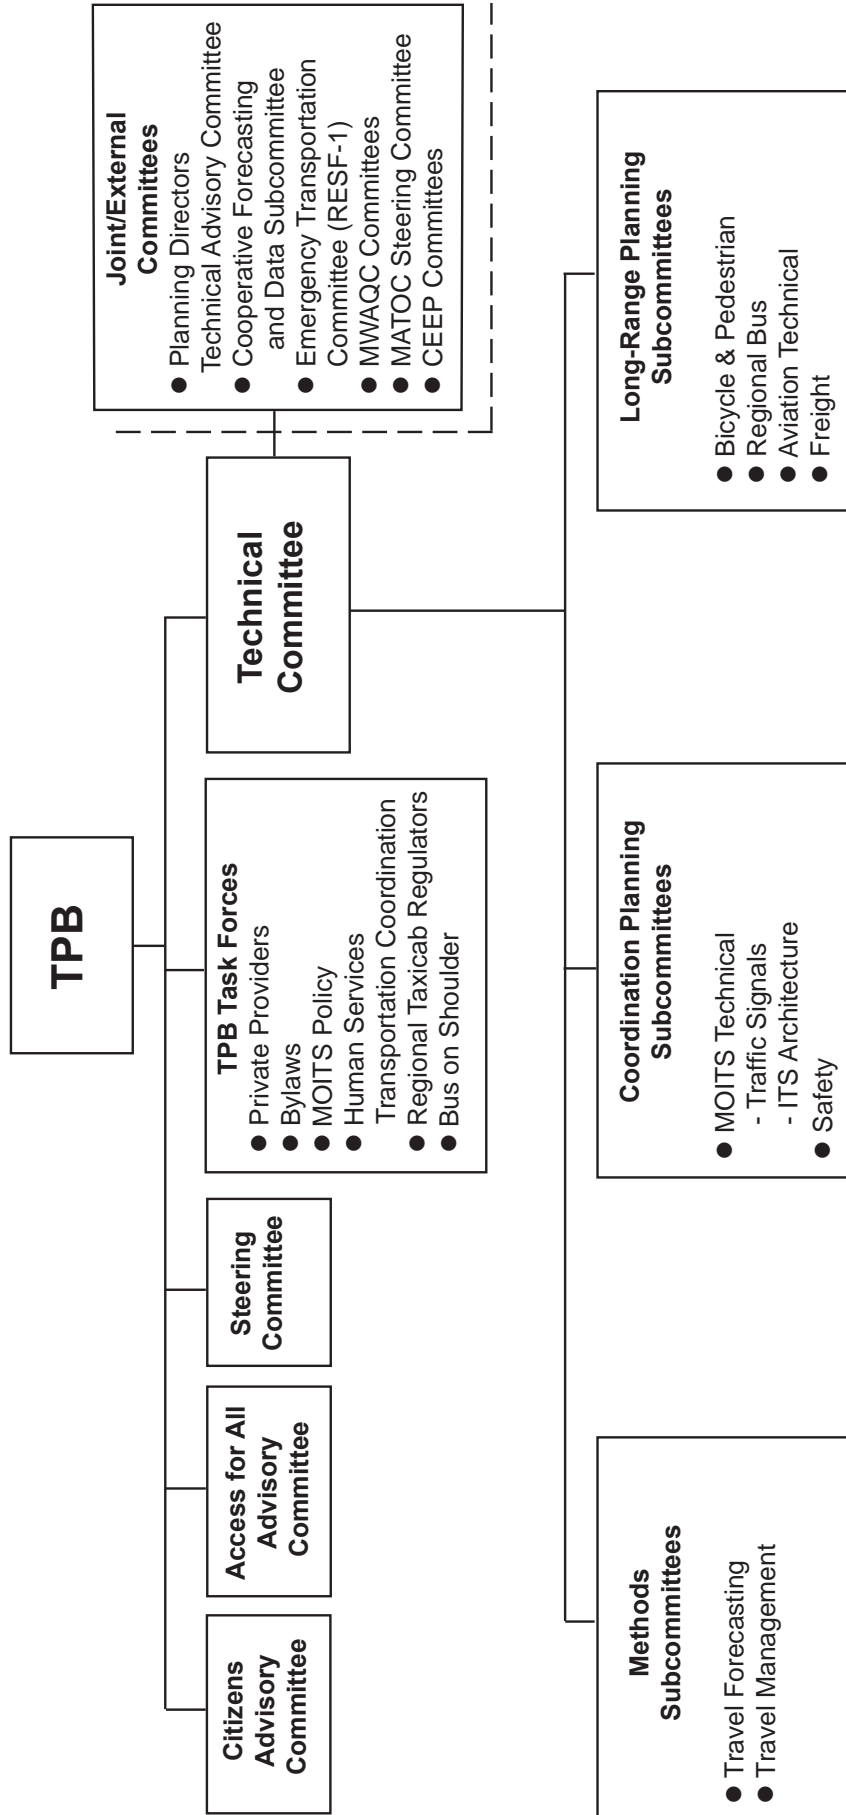 TPB
Citizens
Advisory
Committee
Access for All
Advisory
Committee
Steering
Committee
TPB Task Forces
● Private Providers
● Bylaws
● MOITS Policy
● Human Services
Transportation Coordination
● Regional Taxicab Regulators
● Bus on Shoulder
Technical
Committee
Joint/External
Committees
● Planning Directors
Technical Advisory Committee
● Cooperative Forecasting
and Data Subcommittee
● Emergency Transportation
Committee (RESF-1)
● MWAQC Committees
● MATOC Steering Committee
● CEEP Committees
Methods
Subcommittees
● Travel Forecasting
● Travel Management
Coordination Planning
Subcommittees
● MOITS Technical
- Traffic Signals
- ITS Architecture
● Safety
Long-Range Planning
Subcommittees
● Bicycle & Pedestrian
● Regional Bus
● Aviation Technical
● Freight